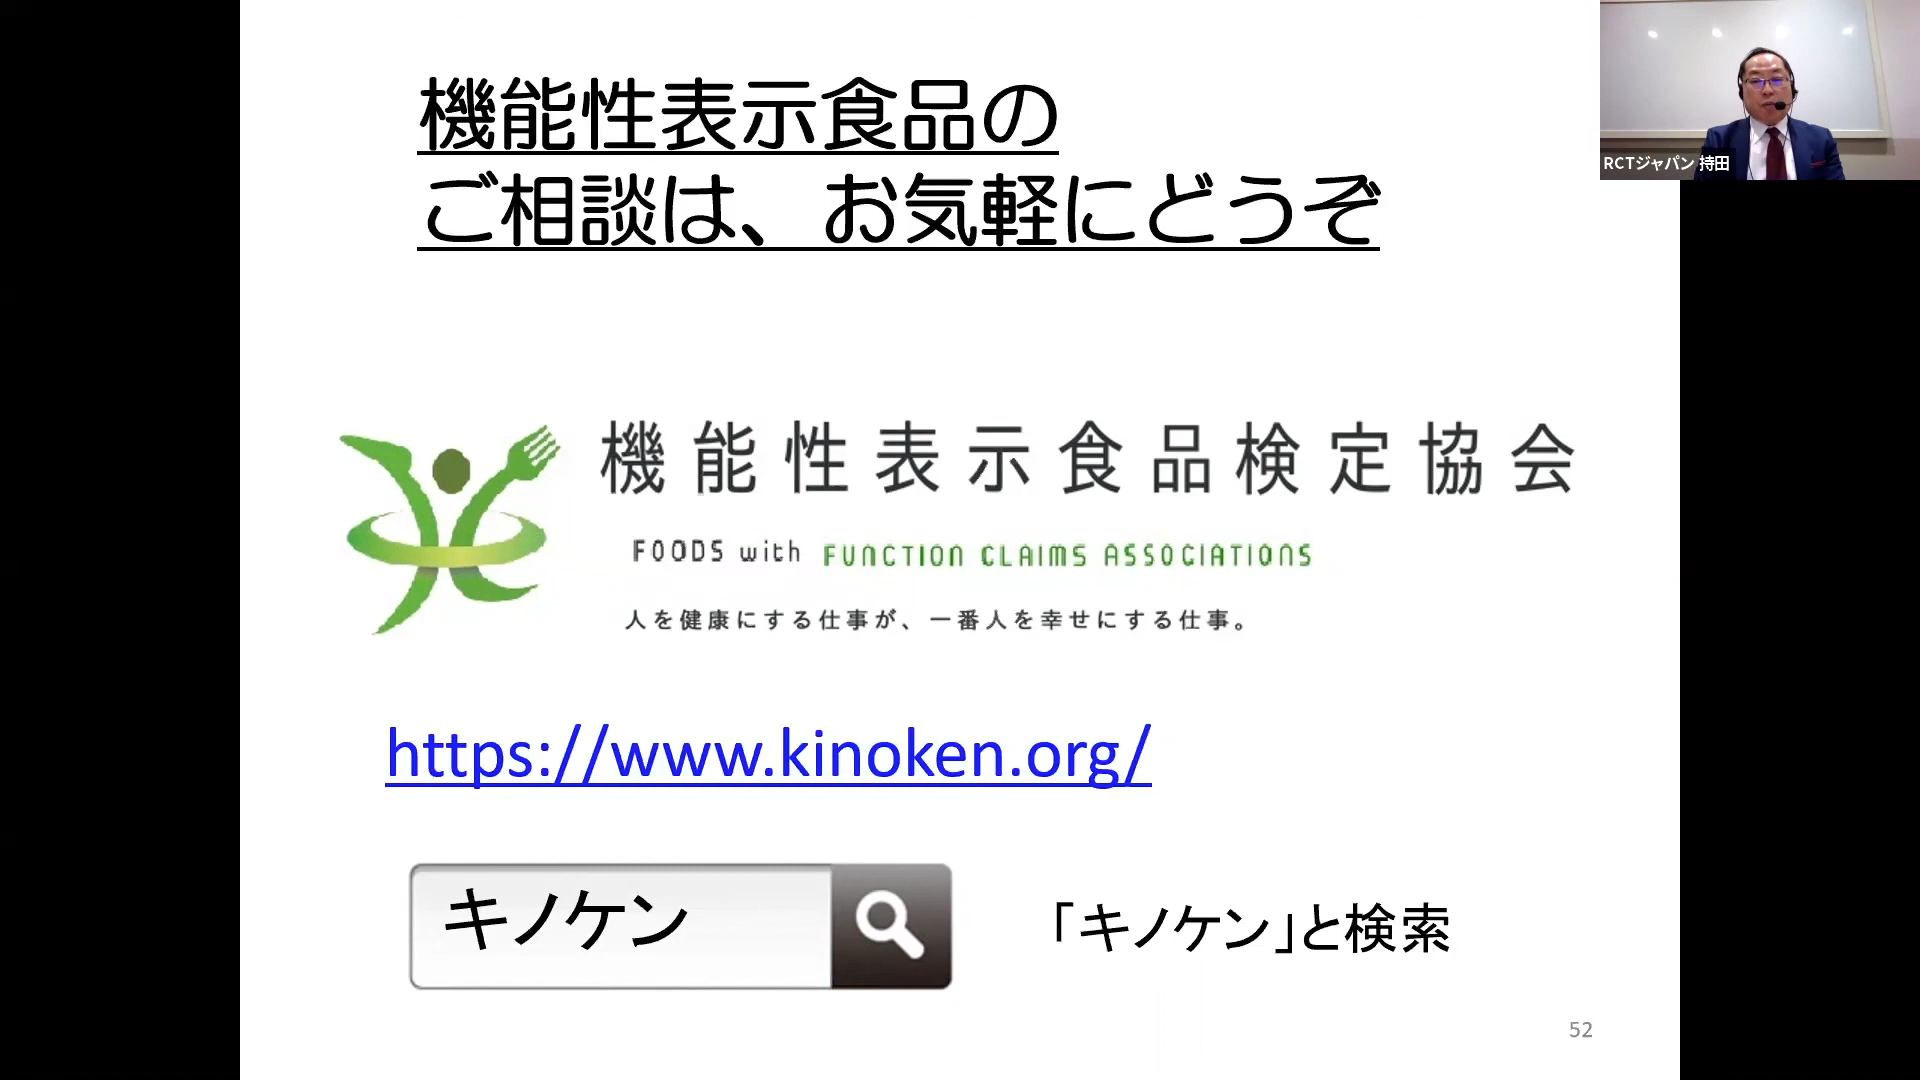 機能性表示食品の
ご相談は、お気軽にどうぞ
RCTジャパン 持田
機能性表示食品検定協会
FOODS with FUNCTION CLAIMS ASSOCIATIONS
人を健康にする仕事が、一番人を幸せにする仕事。
https://www.kinoken.org/
キノケン
「キノケン」と検索
52